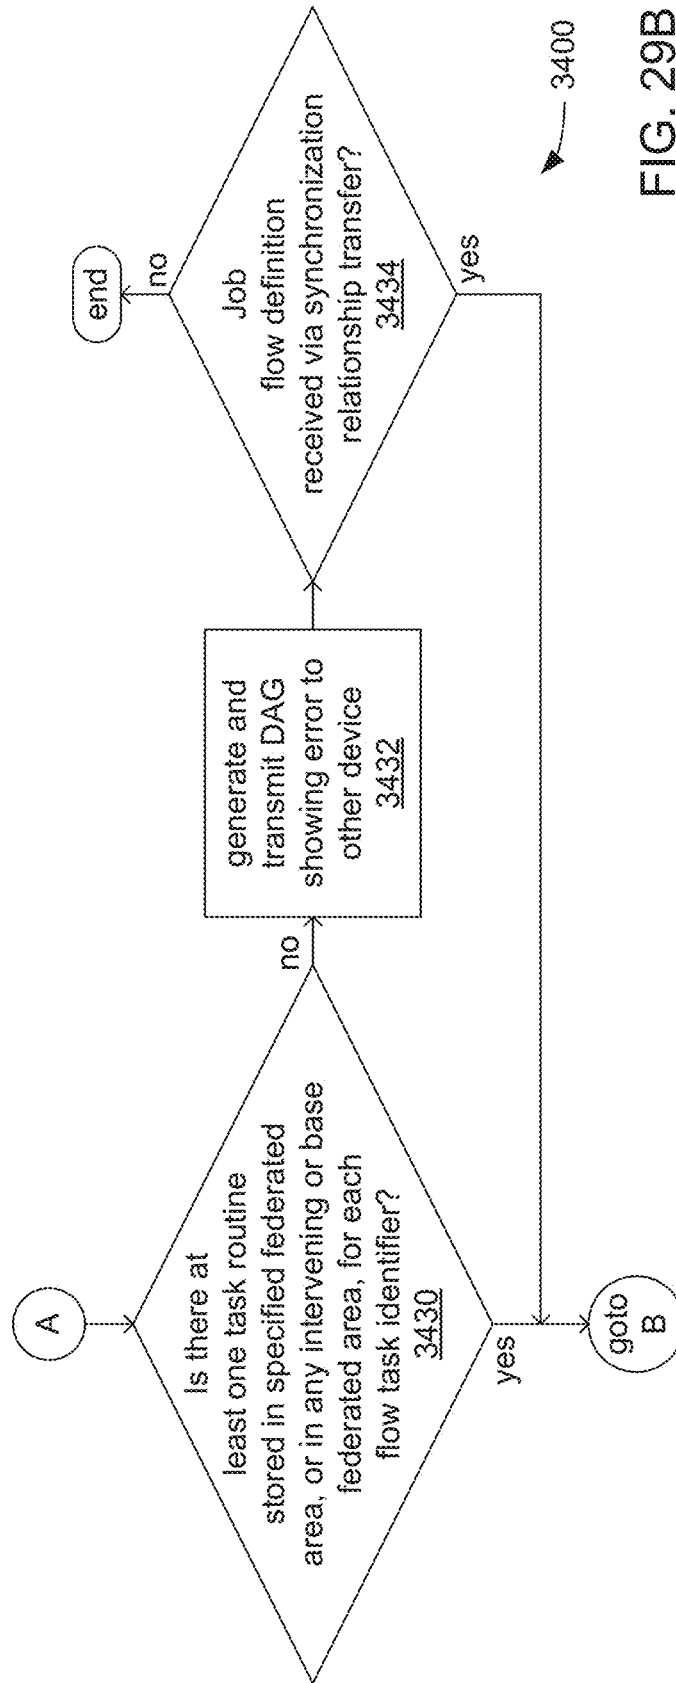 A
Is there at
least one task routine
stored in specified federated
area, or in any intervening or base
federated area, for each
flow task identifier?
3430
no
yes
generate and
transmit DAG
showing error to
other device
3432
Job
flow definition
received via synchronization
relationship transfer?
3434
no
end
yes
goto
B
3400
FIG. 29B